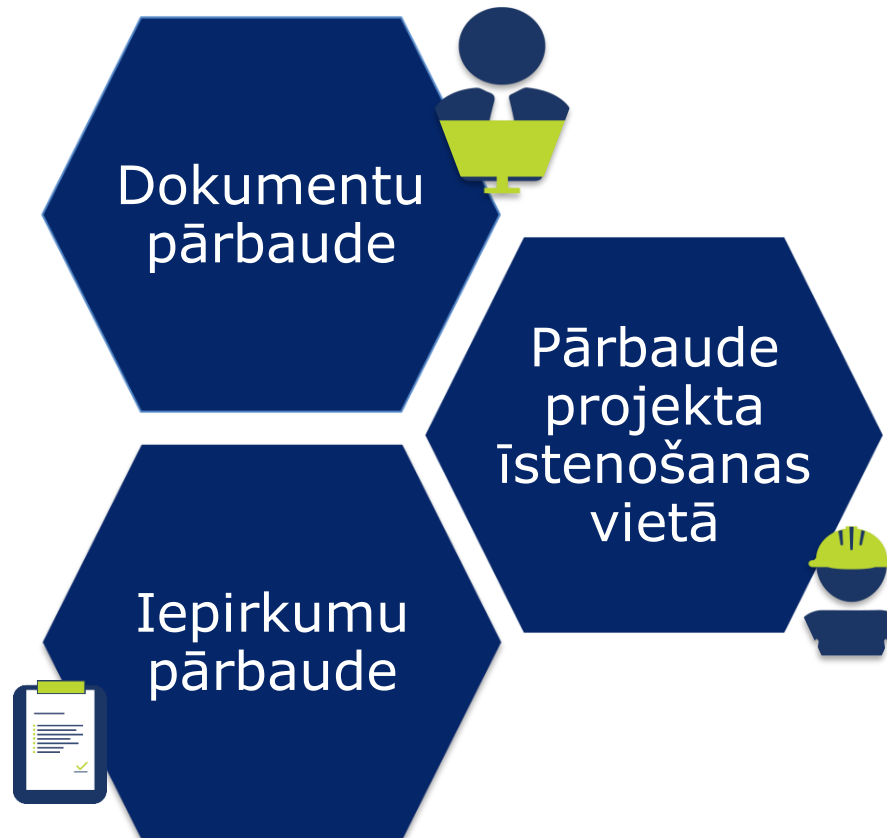 Dokumentu
pārbaude
Pārbaude
projekta
īstenošanas
vietā
Iepirkumu
pārbaude